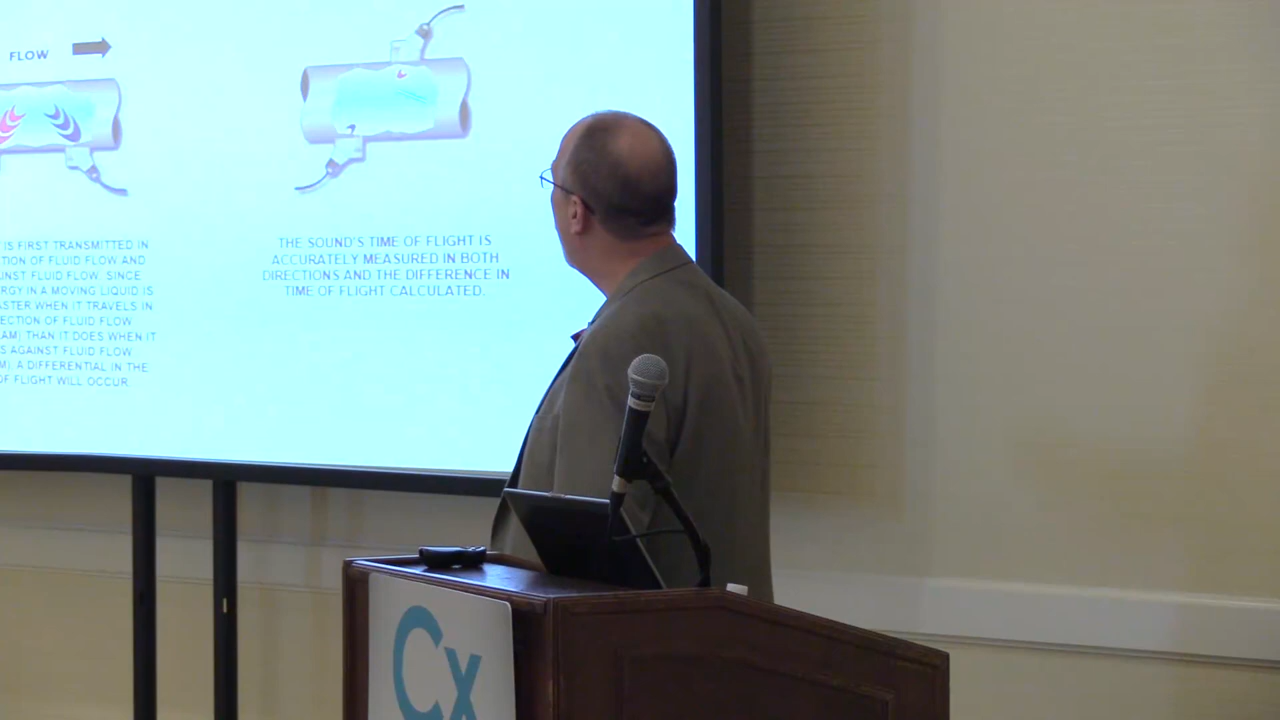 FLOW
IS FIRST TRANSMITTED IN
TION OF FLUID FLOW AND
INST FLUID FLOW. SINCE
RGY IN A MOVING LIQUID IS
ASTER WHEN IT TRAVELS IN
ECTION OF FLUID FLOW
AM) THAN IT DOES WHEN IT
S AGAINST FLUID FLOW
M). A DIFFERENTIAL IN THE
OF FLIGHT WILL OCCUR.
THE SOUND'S TIME OF FLIGHT IS
ACCURATELY MEASURED IN BOTH
DIRECTIONS AND THE DIFFERENCE IN
TIME OF FLIGHT CALCULATED.
Cx